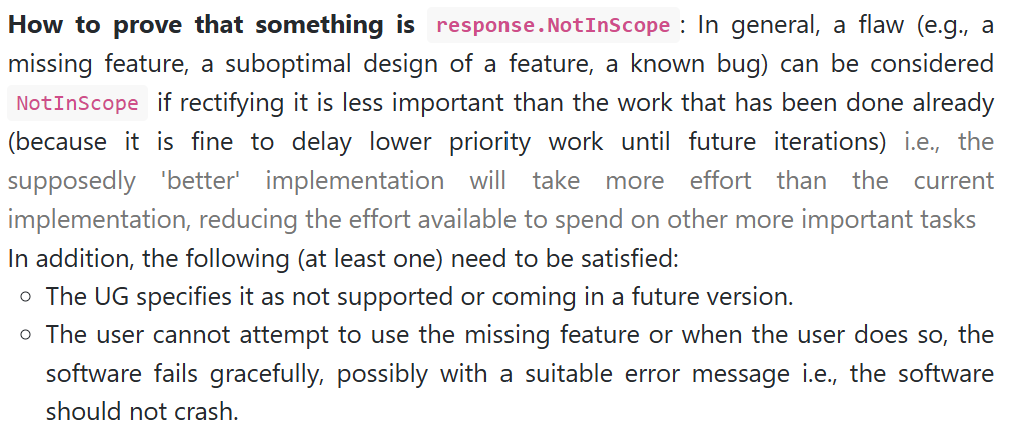 How to prove that something is response.NotInScope: In general, a flaw (e.g., a
missing feature, a suboptimal design of a feature, a known bug) can be considered
NotInScope if rectifying it is less important than the work that has been done already
(because it is fine to delay lower priority work until future iterations) i.e., the
supposedly 'better' implementation will take more effort than the current
implementation, reducing the effort available to spend on other more important tasks
In addition, the following (at least one) need to be satisfied:
○ The UG specifies it as not supported or coming in a future version.
○ The user cannot attempt to use the missing feature or when the user does so, the
software fails gracefully, possibly with a suitable error message i.e., the software
should not crash.